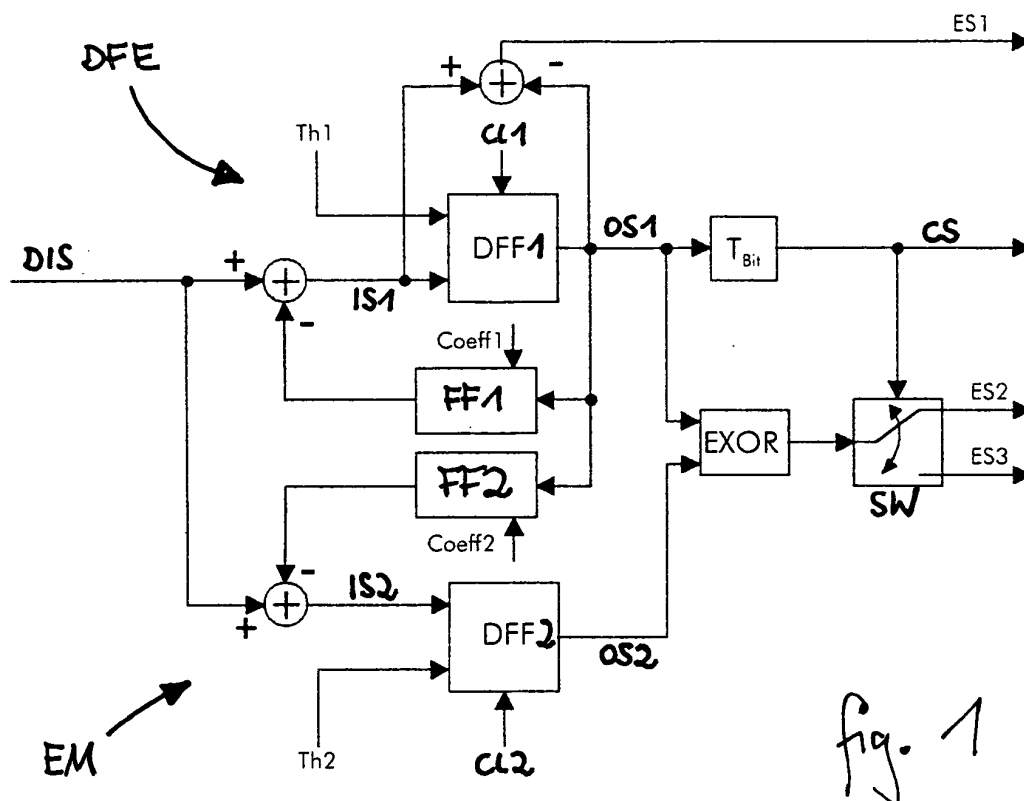 ES1
DFE
+ + -
Cl1
Th1
DFF1
OS1
T Bit
CS
DIS
+ +
IS1
-
Coeff1
FF1
ES2
EXOR
ES3
FF2
SW
Coeff2
-
IS2
+
+
DFF2
OS2
EM
Th2
Cl2
fig. 1